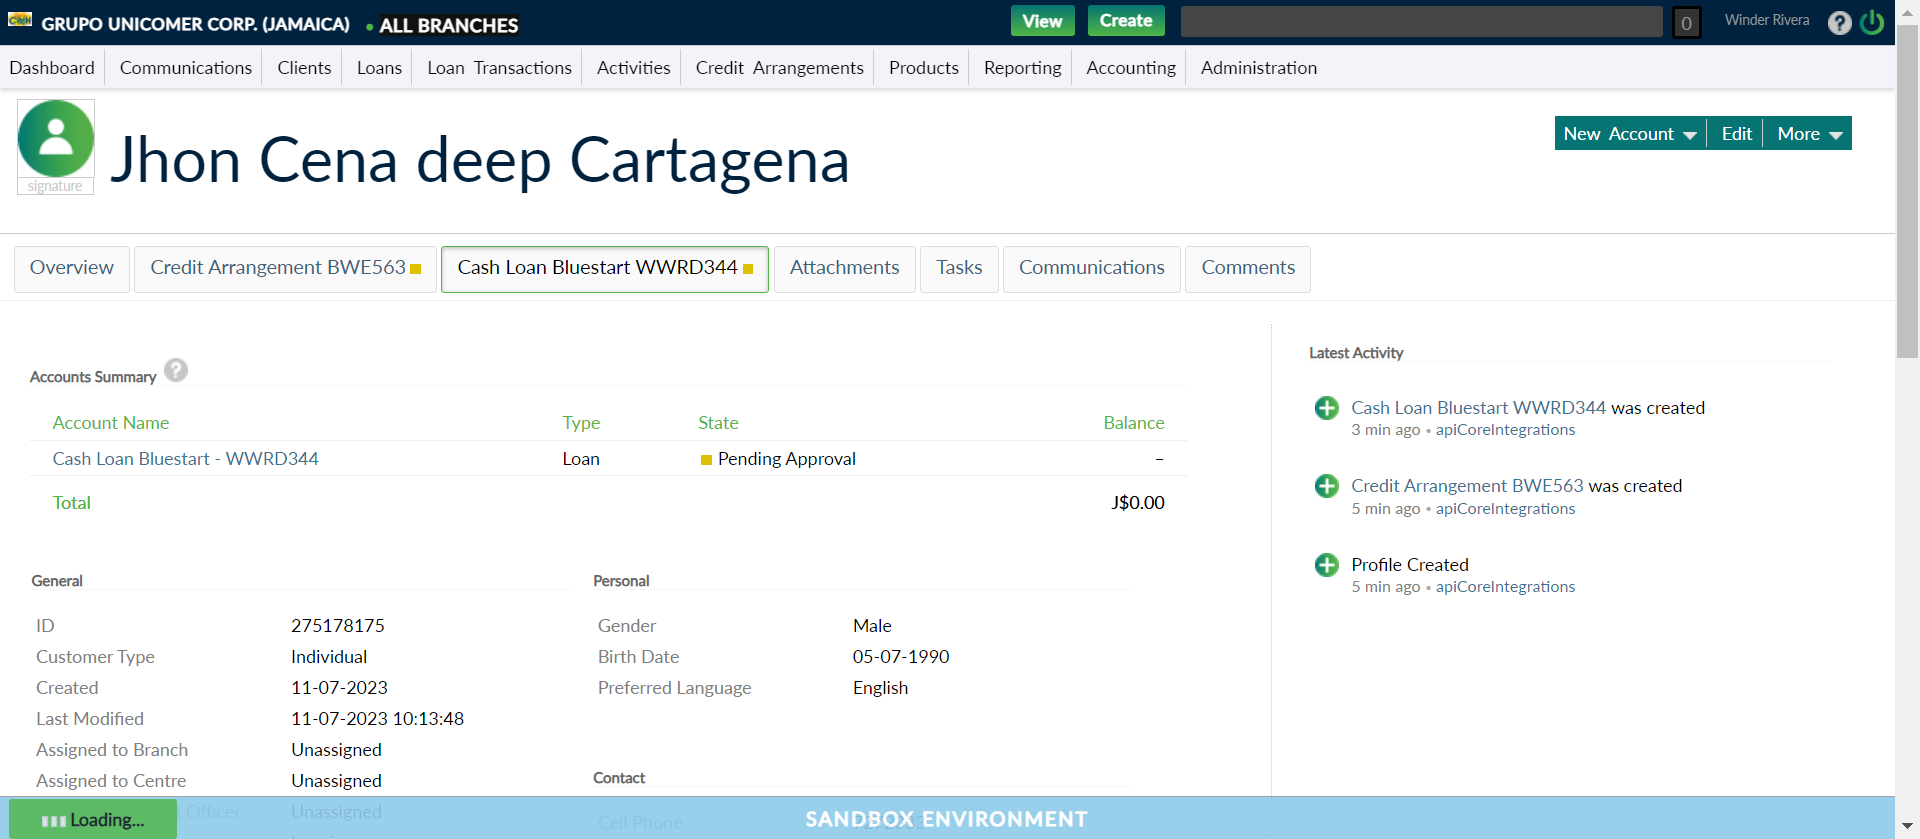 GRUPO UNICOMER CORP. (JAMAICA) • ALL BRANCHES View Create 0 Winder Rivera ?
Dashboard Communications Clients Loans Loan Transactions Activities Credit Arrangements Products Reporting Accounting Administration
signature
Jhon Cena deep Cartagena
New Account Edit More
Overview Credit Arrangement BWE563 Cash Loan Bluestart WWRD344 Attachments Tasks Communications Comments
Accounts Summary ?
Account Name Type State Balance
Cash Loan Bluestart - WWRD344 Loan Pending Approval –
Total J$0.00
Latest Activity
Cash Loan Bluestart WWRD344 was created
3 min ago • apiCoreIntegrations
Credit Arrangement BWE563 was created
5 min ago • apiCoreIntegrations
Profile Created
5 min ago • apiCoreIntegrations
General
ID 275178175
Customer Type Individual
Created 11-07-2023
Last Modified 11-07-2023 10:13:48
Assigned to Branch Unassigned
Assigned to Centre Unassigned
Officer Unassigned
Personal
Gender Male
Birth Date 05-07-1990
Preferred Language English
Contact
Cell Phone
Loading...
SANDBOX ENVIRONMENT